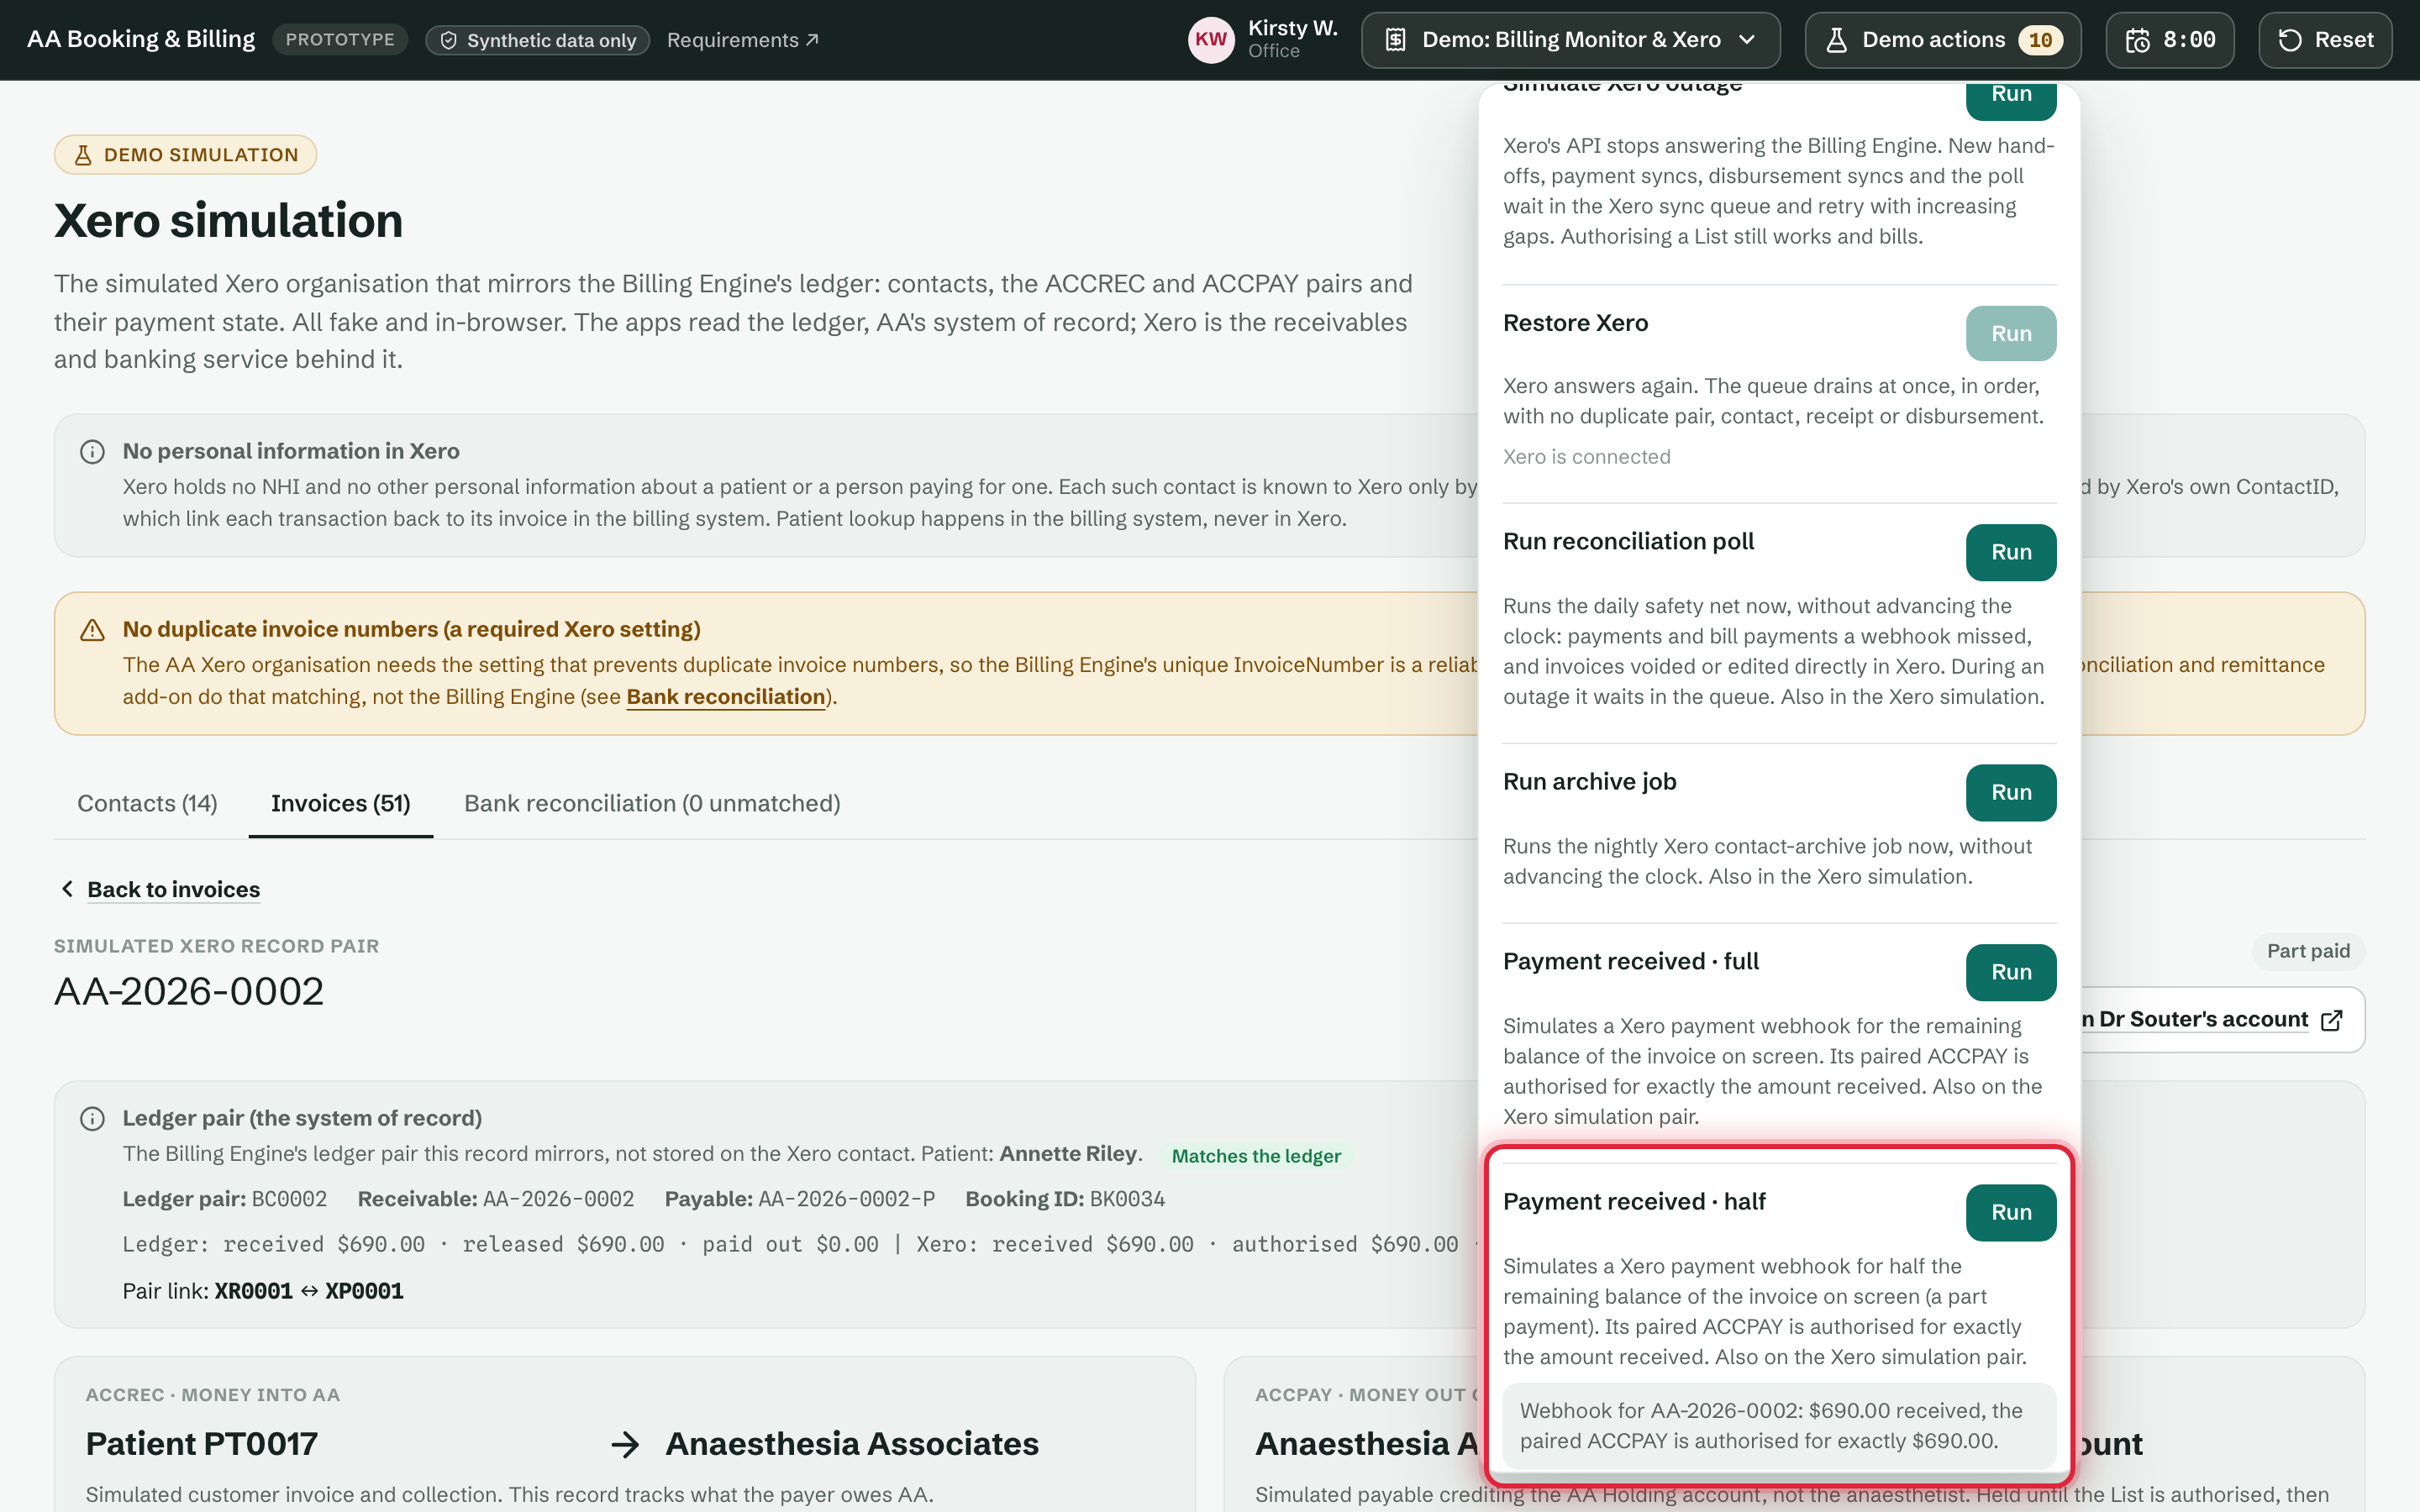 AA Booking & Billing
PROTOTYPE
Synthetic data only
Requirements
KW
Kirsty W.
Office
Demo: Billing Monitor & Xero
Demo actions
10
8:00
Reset
DEMO SIMULATION
Xero simulation
The simulated Xero organisation that mirrors the Billing Engine's ledger: contacts, the ACCREC and ACCPAY pairs and
their payment state. All fake and in-browser. The apps read the ledger, AA's system of record; Xero is the receivables
and banking service behind it.
No personal information in Xero
Xero holds no NHI and no other personal information about a patient or a person paying for one. Each such contact is known to Xero only by
d by Xero's own ContactID,
which link each transaction back to its invoice in the billing system. Patient lookup happens in the billing system, never in Xero.
No duplicate invoice numbers (a required Xero setting)
The AA Xero organisation needs the setting that prevents duplicate invoice numbers, so the Billing Engine's unique InvoiceNumber is a reliab
nciliation and remittance
add-on do that matching, not the Billing Engine (see Bank reconciliation).
Contacts (14)
Invoices (51)
Bank reconciliation (0 unmatched)
Back to invoices
SIMULATED XERO RECORD PAIR
AA-2026-0002
Part paid
n Dr Souter's account
Ledger pair (the system of record)
The Billing Engine's ledger pair this record mirrors, not stored on the Xero contact. Patient: Annette Riley. Matches the ledger
Ledger pair: BC0002 Receivable: AA-2026-0002 Payable: AA-2026-0002-P Booking ID: BK0034
Ledger: received $690.00 · released $690.00 · paid out $0.00 | Xero: received $690.00 · authorised $690.00 ·
Pair link: XR0001 ↔ XP0001
ACCREC · MONEY INTO AA
Patient PT0017 → Anaesthesia Associates
Simulated customer invoice and collection. This record tracks what the payer owes AA.
ACCPAY · MONEY OUT
Anaesthesia A
ount
Simulated payable crediting the AA Holding account, not the anaesthetist. Held until the List is authorised, then
Simulate Xero outage
Run
Xero's API stops answering the Billing Engine. New hand-
offs, payment syncs, disbursement syncs and the poll
wait in the Xero sync queue and retry with increasing
gaps. Authorising a List still works and bills.
Restore Xero
Run
Xero answers again. The queue drains at once, in order,
with no duplicate pair, contact, receipt or disbursement.
Xero is connected
Run reconciliation poll
Run
Runs the daily safety net now, without advancing the
clock: payments and bill payments a webhook missed,
and invoices voided or edited directly in Xero. During an
outage it waits in the queue. Also in the Xero simulation.
Run archive job
Run
Runs the nightly Xero contact-archive job now, without
advancing the clock. Also in the Xero simulation.
Payment received · full
Run
Simulates a Xero payment webhook for the remaining
balance of the invoice on screen. Its paired ACCPAY is
authorised for exactly the amount received. Also on the
Xero simulation pair.
Payment received · half
Run
Simulates a Xero payment webhook for half the
remaining balance of the invoice on screen (a part
payment). Its paired ACCPAY is authorised for exactly
the amount received. Also on the Xero simulation pair.
Webhook for AA-2026-0002: $690.00 received, the
paired ACCPAY is authorised for exactly $690.00.